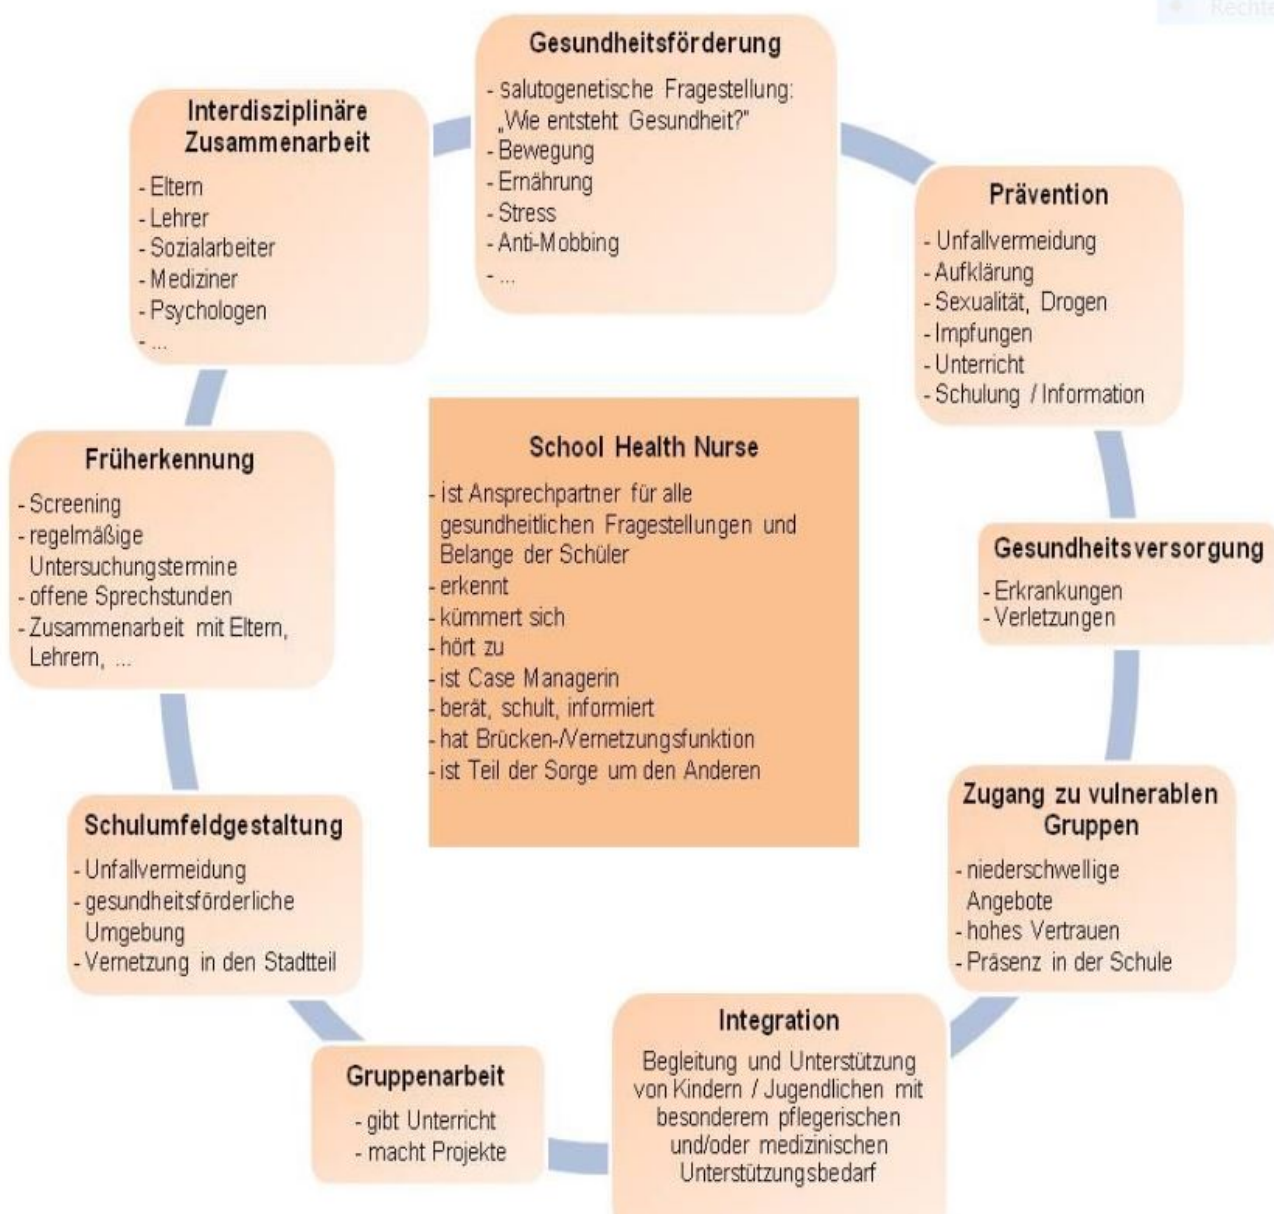 Rechte
Gesundheitsförderung
- salutogenetische Fragestellung:
„Wie entsteht Gesundheit?"
- Bewegung
- Ernährung
- Stress
- Anti-Mobbing
- ...
Prävention
- Unfallvermeidung
- Aufklärung
- Sexualität, Drogen
- Impfungen
- Unterricht
- Schulung / Information
Gesundheitsversorgung
- Erkrankungen
- Verletzungen
Zugang zu vulnerablen
Gruppen
- niederschwellige
Angebote
- hohes Vertrauen
- Präsenz in der Schule
Integration
Begleitung und Unterstützung
von Kindern / Jugendlichen mit
besonderem pflegerischen
und/oder medizinischen
Unterstützungsbedarf
Gruppenarbeit
- gibt Unterricht
- macht Projekte
Schulumfeldgestaltung
- Unfallvermeidung
- gesundheitsförderliche
Umgebung
- Vernetzung in den Stadtteil
Früherkennung
- Screening
- regelmäßige
Untersuchungstermine
- offene Sprechstunden
- Zusammenarbeit mit Eltern,
Lehrern, ...
Interdisziplinäre
Zusammenarbeit
- Eltern
- Lehrer
- Sozialarbeiter
- Mediziner
- Psychologen
- ...
School Health Nurse
- ist Ansprechpartner für alle
gesundheitlichen Fragestellungen und
Belange der Schüler
- erkennt
- kümmert sich
- hört zu
- ist Case Managerin
- berät, schult, informiert
- hat Brücken-/Vernetzungsfunktion
- ist Teil der Sorge um den Anderen